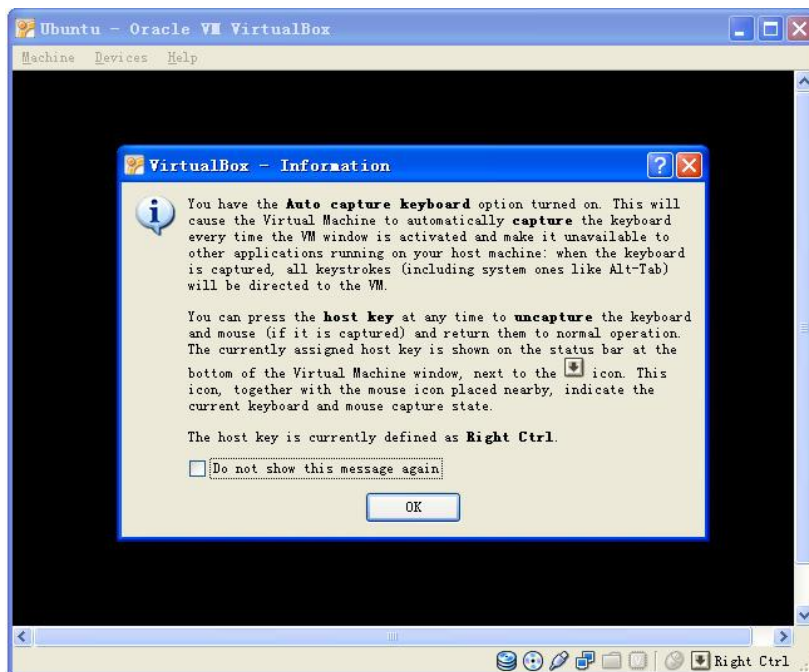 Ubuntu - Oracle VM VirtualBox
Machine Devices Help
VirtualBox - Information
You have the Auto capture keyboard option turned on. This will
cause the Virtual Machine to automatically capture the keyboard
every time the VM window is activated and make it unavailable to
other applications running on your host machine: when the keyboard
is captured, all keystrokes (including system ones like Alt-Tab)
will be directed to the VM.
You can press the host key at any time to uncapture the keyboard
and mouse (if it is captured) and return them to normal operation.
The currently assigned host key is shown on the status bar at the
bottom of the Virtual Machine window, next to the icon. This
icon, together with the mouse icon placed nearby, indicate the
current keyboard and mouse capture state.
The host key is currently defined as Right Ctrl.
Do not show this message again
OK
Right Ctrl